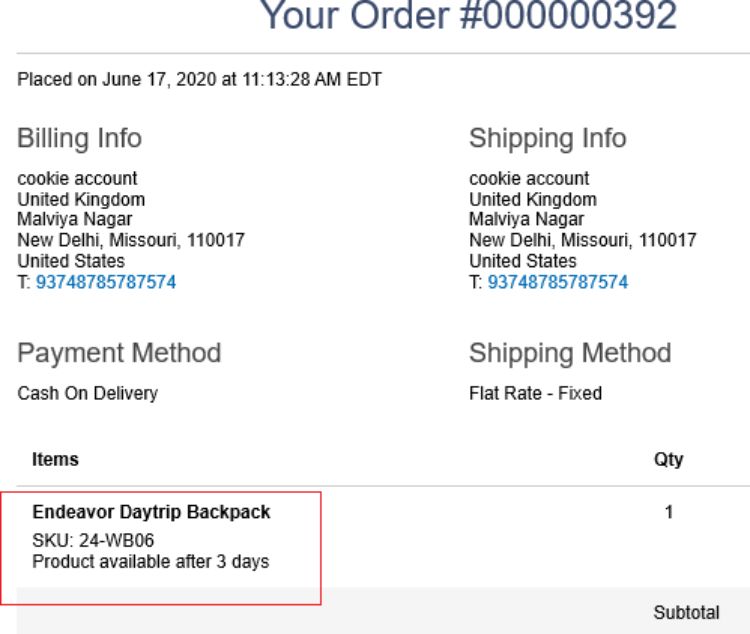 Your Order #000000392
Placed on June 17, 2020 at 11:13:28 AM EDT
Billing Info
cookie account
United Kingdom
Malviya Nagar
New Delhi, Missouri, 110017
United States
T: 93748785787574
Shipping Info
cookie account
United Kingdom
Malviya Nagar
New Delhi, Missouri, 110017
United States
T: 93748785787574
Payment Method
Cash On Delivery
Shipping Method
Flat Rate - Fixed
Items Qty
Endeavor Daytrip Backpack 1
SKU: 24-WB06
Product available after 3 days
Subtotal